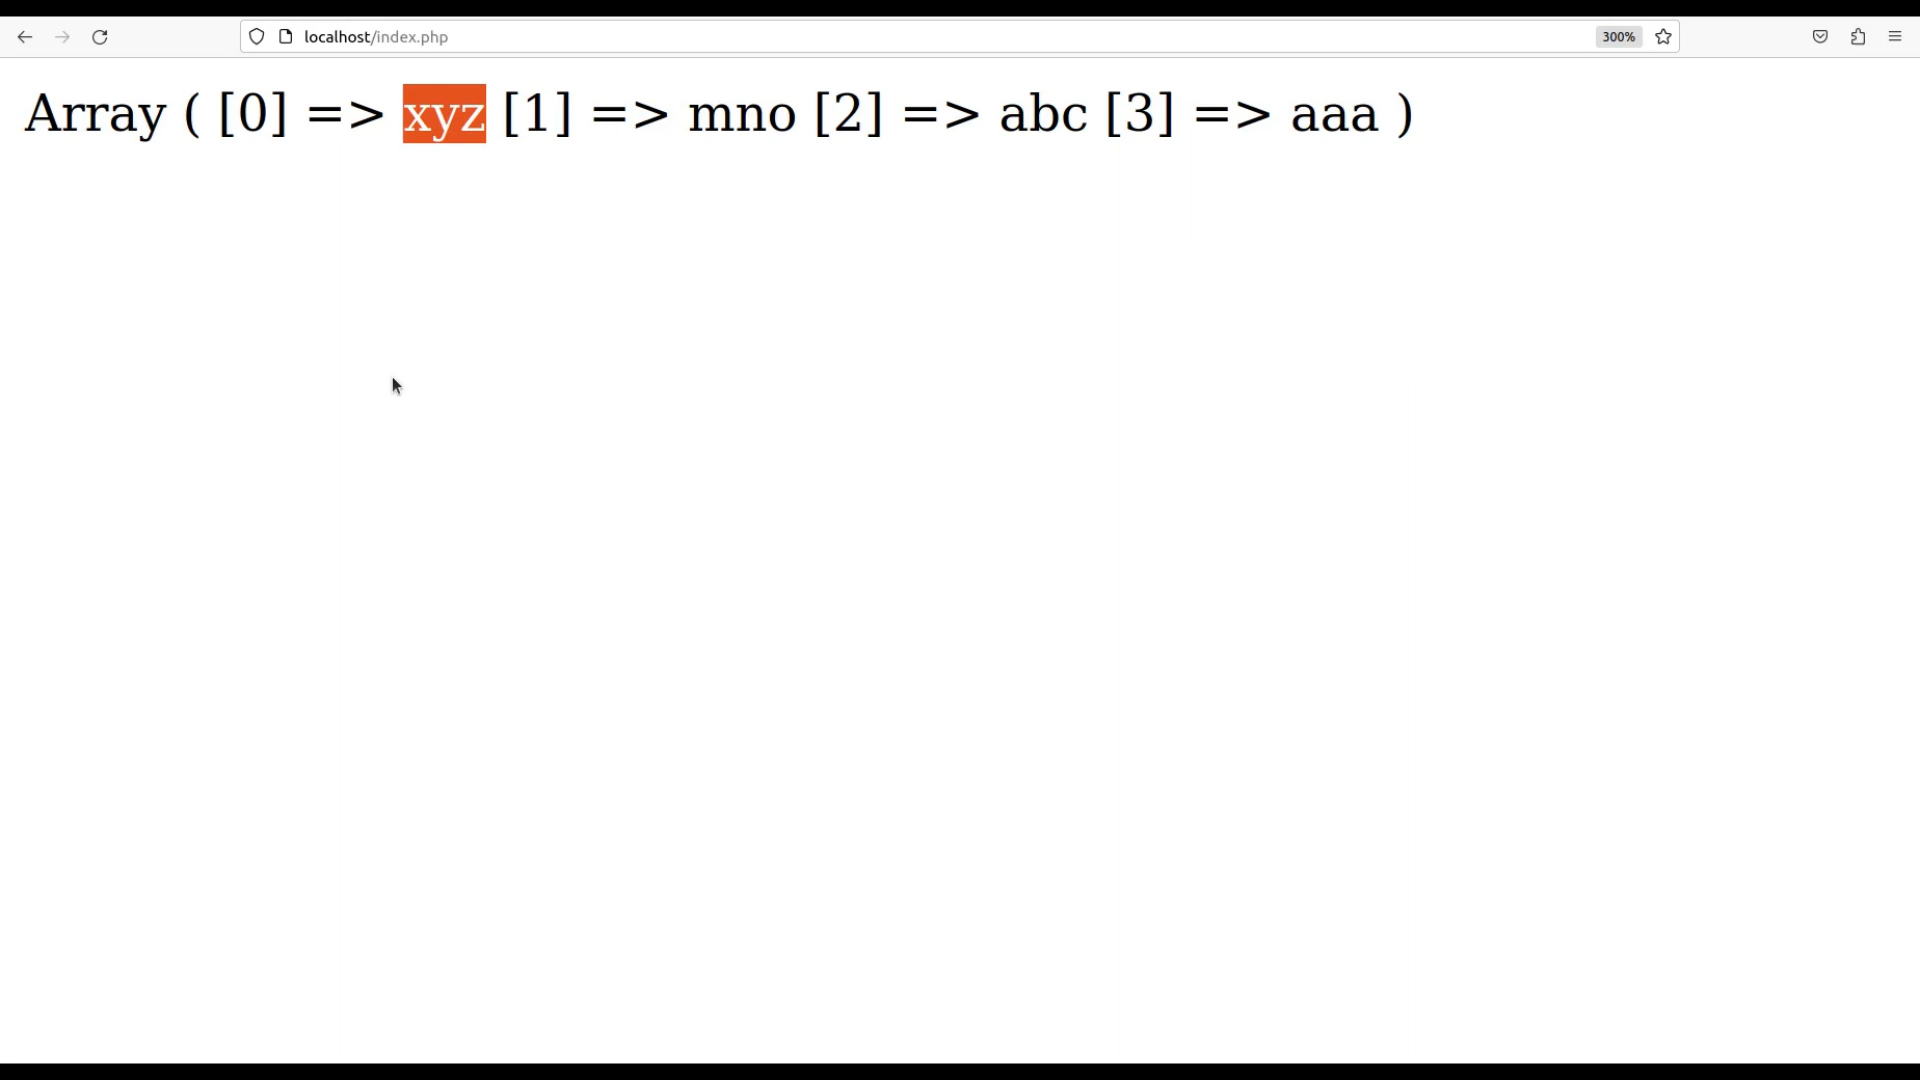 localhost/index.php
300%
Array ( [0] => xyz [1] => mno [2] => abc [3] => aaa )